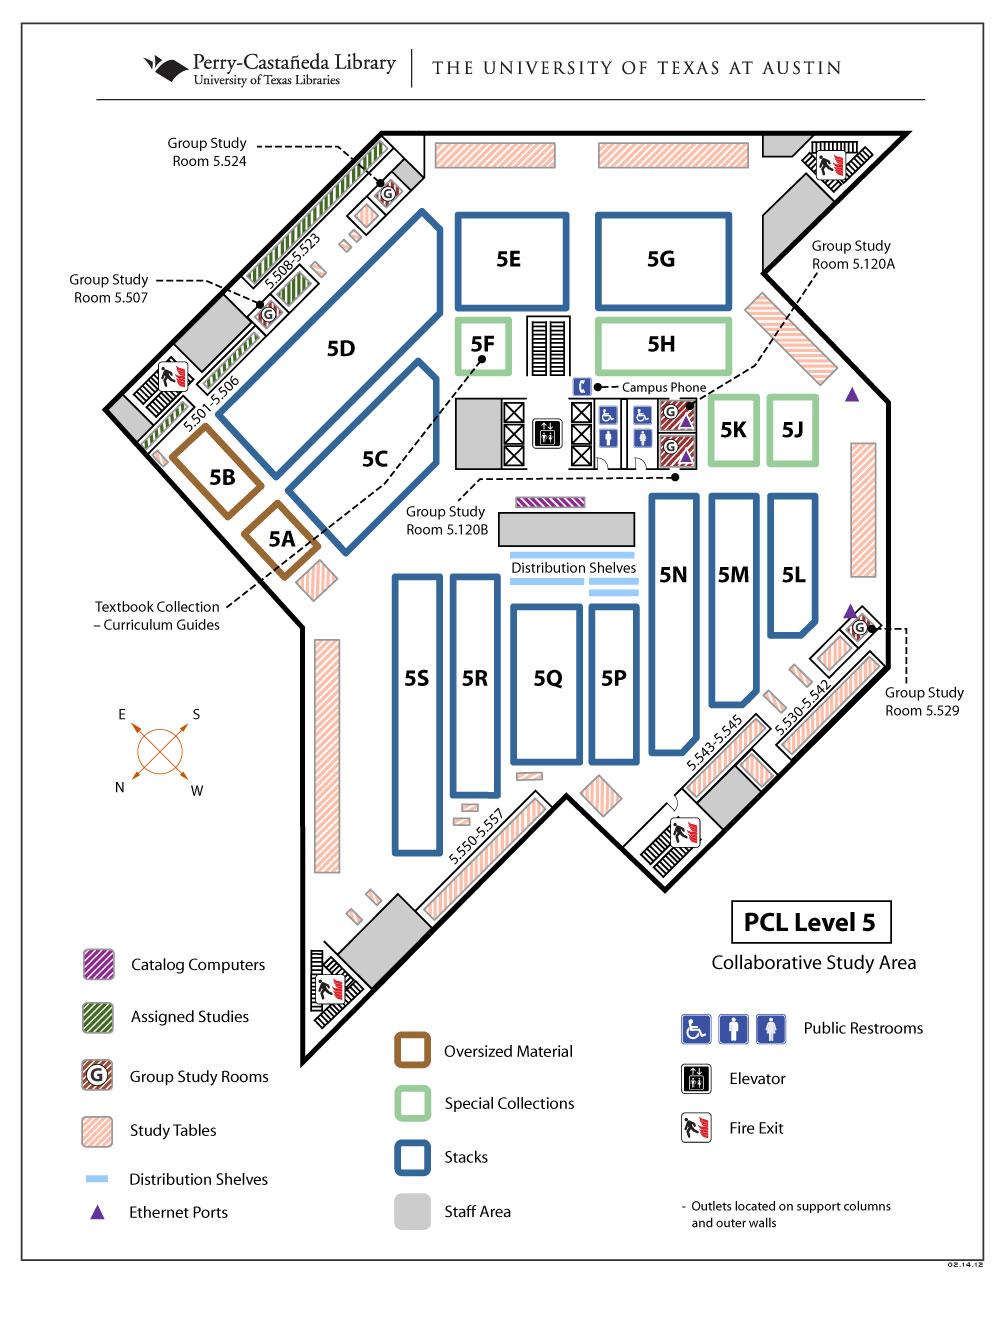 Perry-Castañeda Library
University of Texas Libraries
THE UNIVERSITY OF TEXAS AT AUSTIN
Group Study
Room 5.524
G
5.508-5.523
Group Study
Room 5.507
G
5.501-5.506
5E
5G
Group Study
Room 5.120A
5D
5F
5H
Campus Phone
G
G
5K
5J
5C
5B
5A
Group Study
Room 5.120B
Distribution Shelves
5N
5M
5L
Textbook Collection
– Curriculum Guides
5S
5R
5Q
5P
G
Group Study
Room 5.529
5.530-5.542
5.543-5.545
5.550-5.557
E
S
N
W
PCL Level 5
Collaborative Study Area
Catalog Computers
Assigned Studies
G
Group Study Rooms
Study Tables
Distribution Shelves
Ethernet Ports
Oversized Material
Special Collections
Stacks
Staff Area
Public Restrooms
Elevator
Fire Exit
- Outlets located on support columns
and outer walls
02.14.12